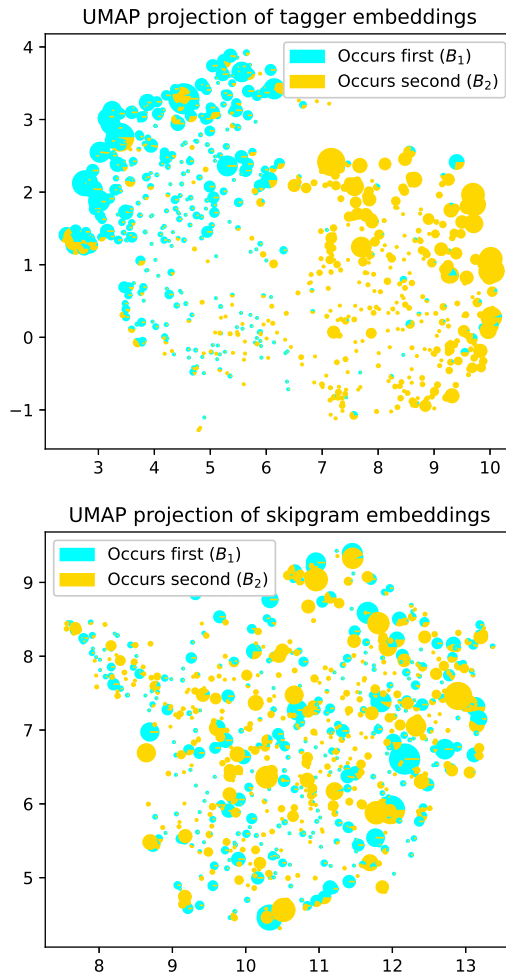 UMAP projection of tagger embeddings
Occurs first (B₁)
Occurs second (B₂)
4
3
2
1
0
−1
3 4 5 6 7 8 9 10
UMAP projection of skipgram embeddings
Occurs first (B₁)
Occurs second (B₂)
9
8
7
6
5
8 9 10 11 12 13